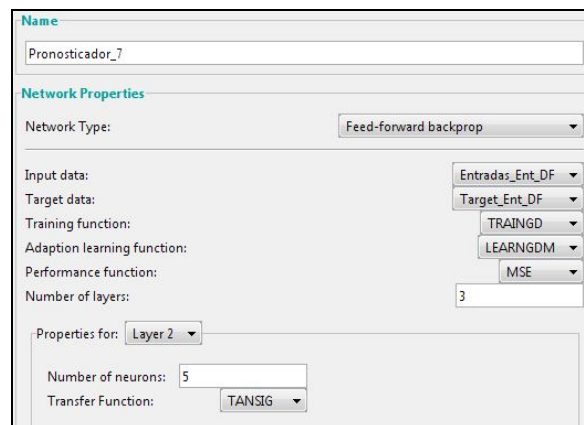 Name
Pronosticador_7
Network Properties
Network Type: Feed-forward backprop
Input data: Entradas_Ent_DF
Target data: Target_Ent_DF
Training function: TRAINGD
Adaption learning function: LEARNGDM
Performance function: MSE
Number of layers: 3
Properties for: Layer 2
Number of neurons: 5
Transfer Function: TANSIG